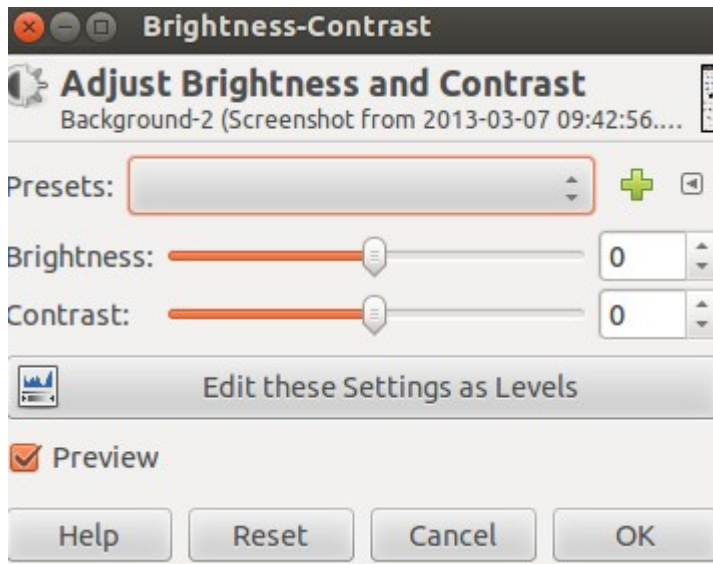 Brightness-Contrast
Adjust Brightness and Contrast
Background-2 (Screenshot from 2013-03-07 09:42:56....
Presets:
Brightness: 0
Contrast: 0
Edit these Settings as Levels
Preview
Help Reset Cancel OK